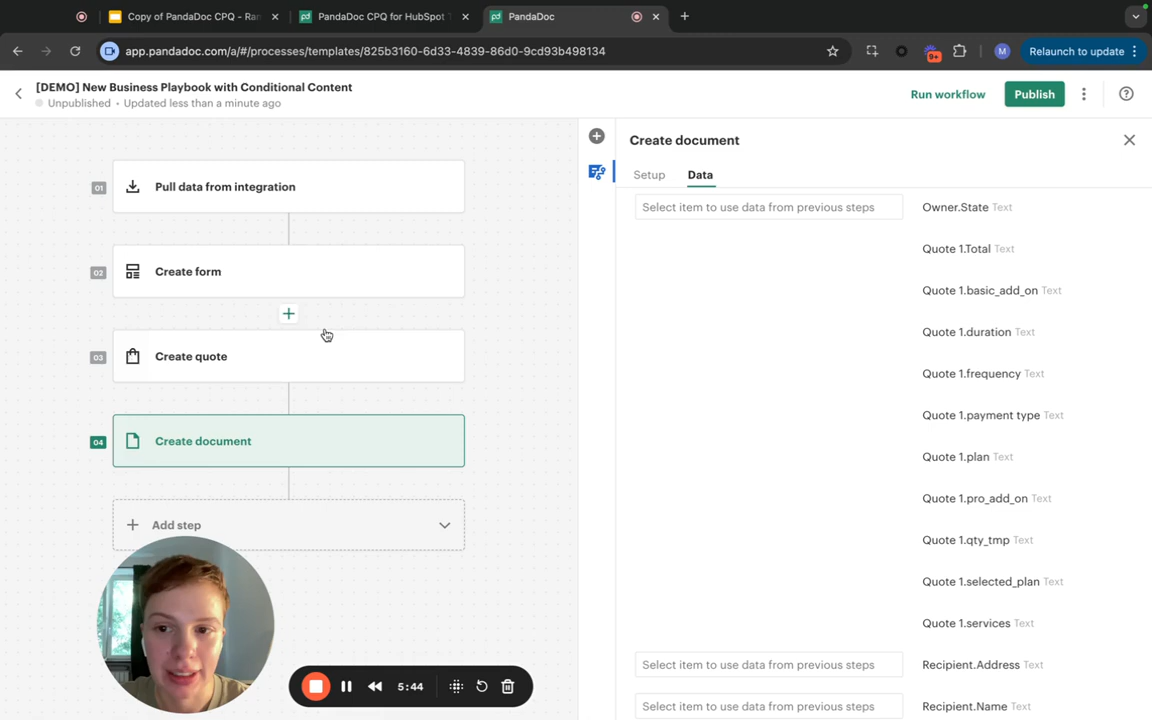 Copy of PandaDoc CPQ - Ran
PandaDoc CPQ for HubSpot T
PandaDoc
app.pandadoc.com/a/#/processes/templates/825b3160-6d33-4839-86d0-9cd93b498134
9+
M
Relaunch to update
[DEMO] New Business Playbook with Conditional Content
Unpublished • Updated less than a minute ago
Run workflow
Publish
01
Pull data from integration
02
Create form
03
Create quote
04
Create document
Add step
5:44
Create document
Setup
Data
Select item to use data from previous steps
Owner.State Text
Quote 1.Total Text
Quote 1.basic_add_on Text
Quote 1.duration Text
Quote 1.frequency Text
Quote 1.payment type Text
Quote 1.plan Text
Quote 1.pro_add_on Text
Quote 1.qty_tmp Text
Quote 1.selected_plan Text
Quote 1.services Text
Select item to use data from previous steps
Recipient.Address Text
Select item to use data from previous steps
Recipient.Name Text